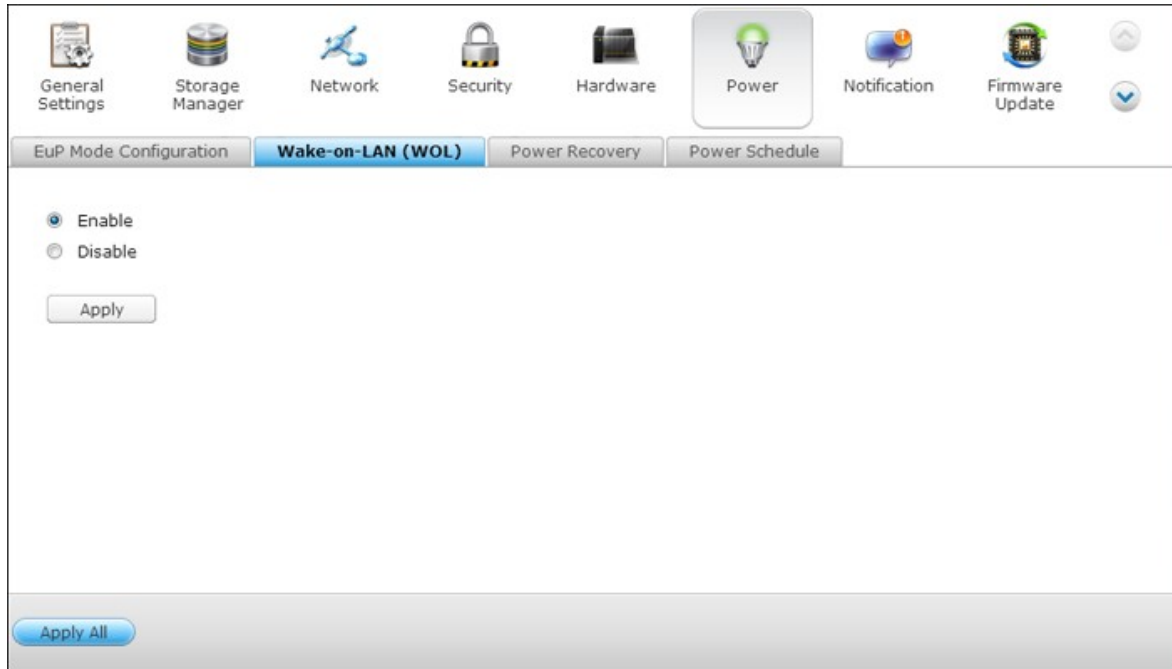 General
Settings
Storage
Manager
Network
Security
Hardware
Power
Notification
Firmware
Update
EuP Mode Configuration
Wake-on-LAN (WOL)
Power Recovery
Power Schedule
Enable
Disable
Apply
Apply All